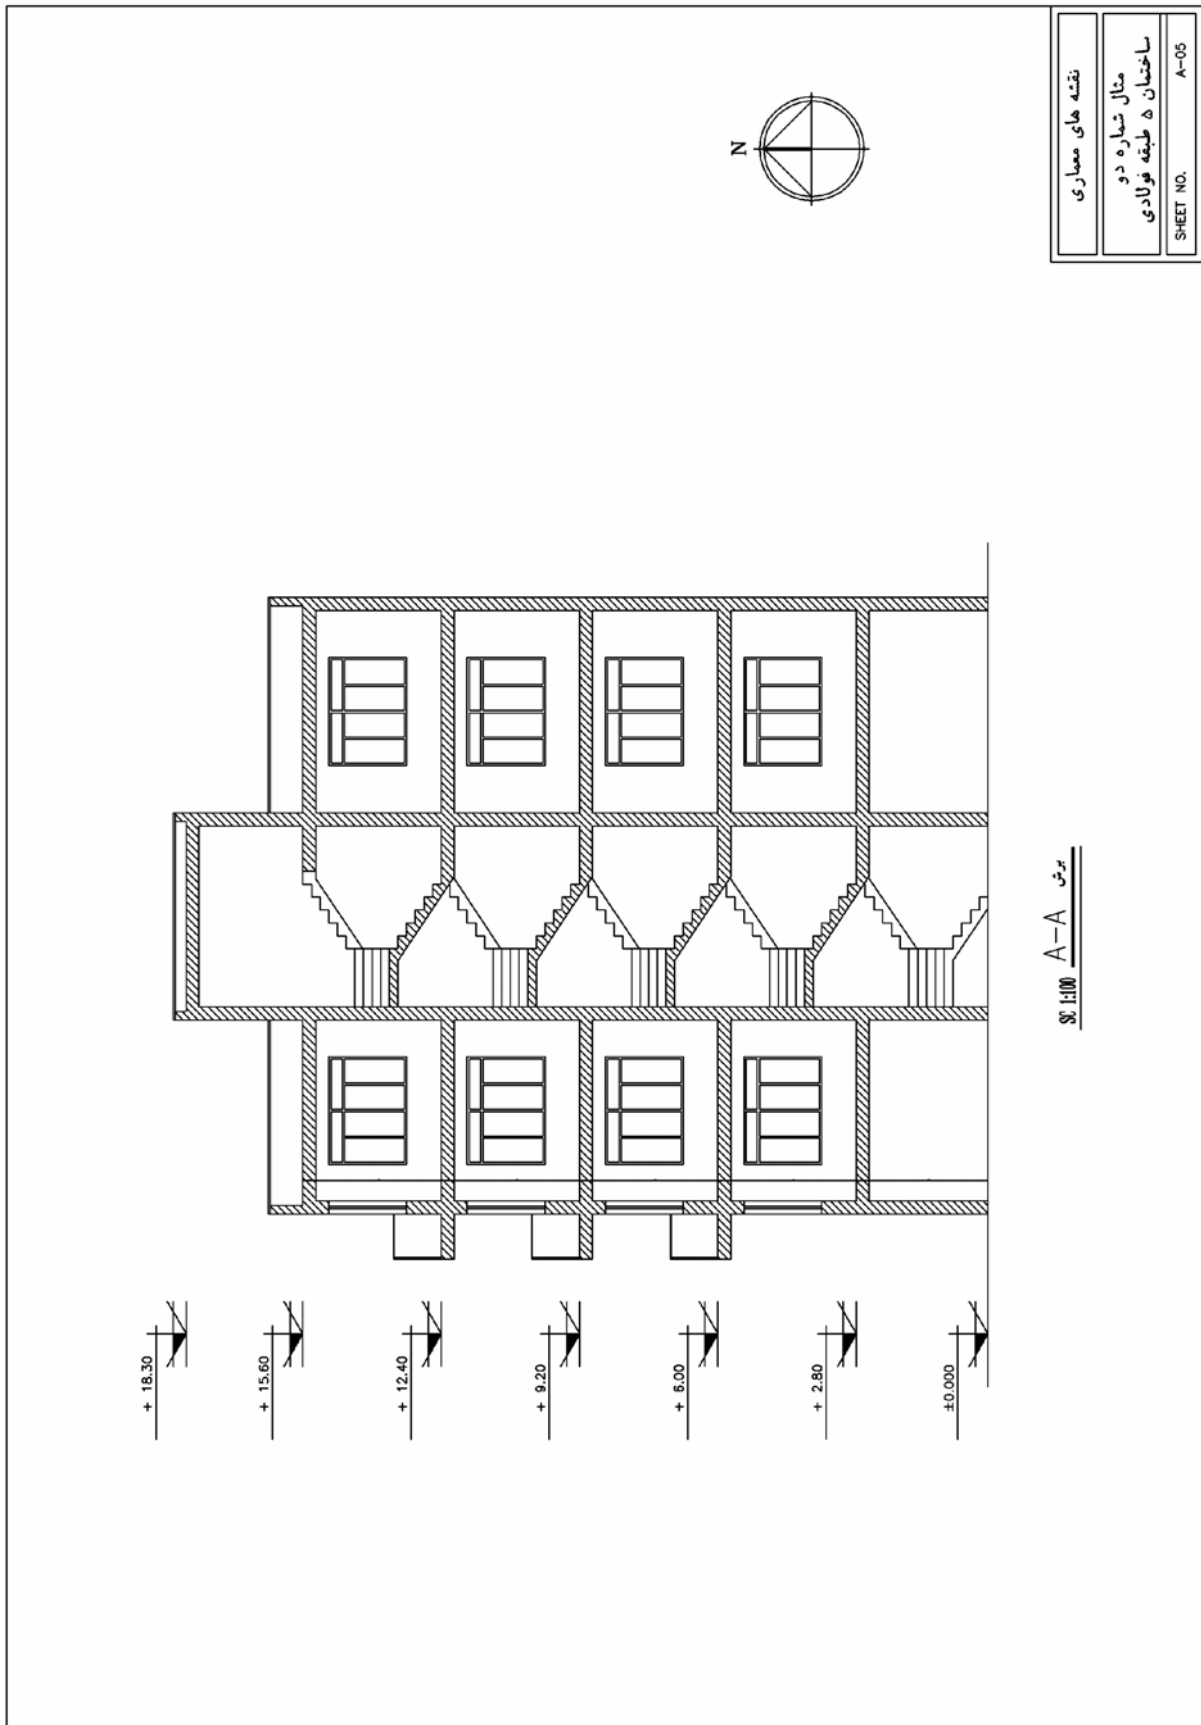 نقشه های معماری
مثال شماره دو
ساختمان ۵ طبقه فولادی
SHEET NO. A-05
N
+ 18.30
+ 15.60
+ 12.40
+ 9.20
+ 6.00
+ 2.80
±0.000
SC 1:100 A-A برش